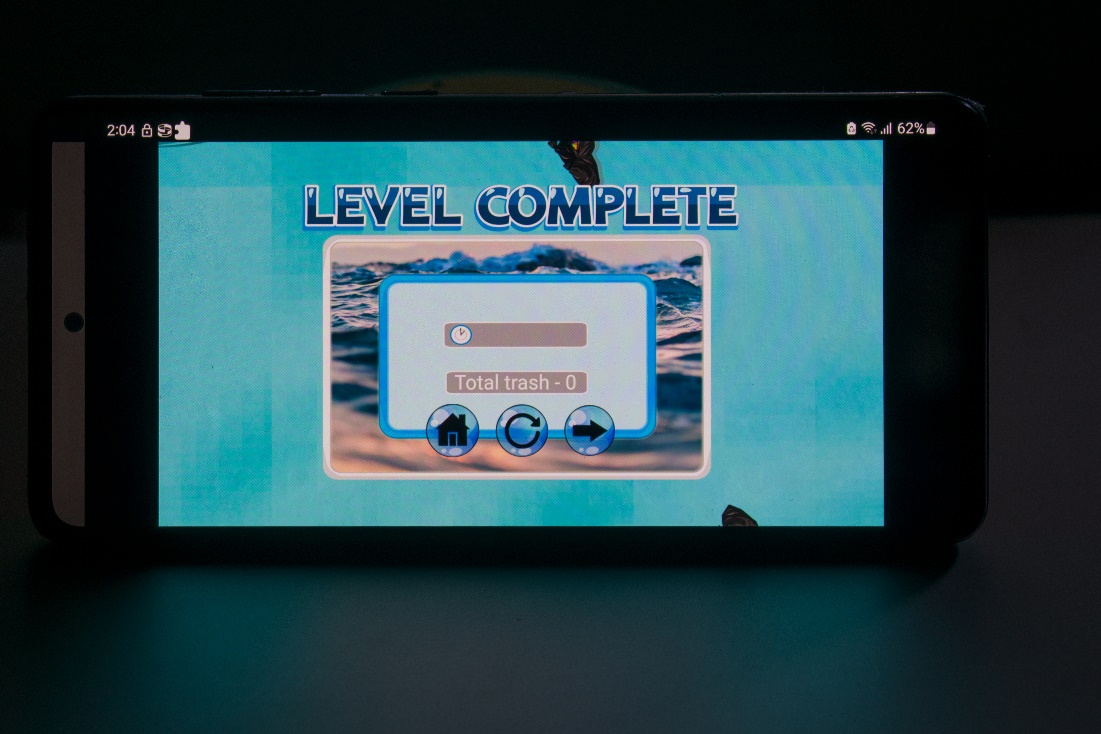 2:04 62%
LEVEL COMPLETE
Total trash - 0